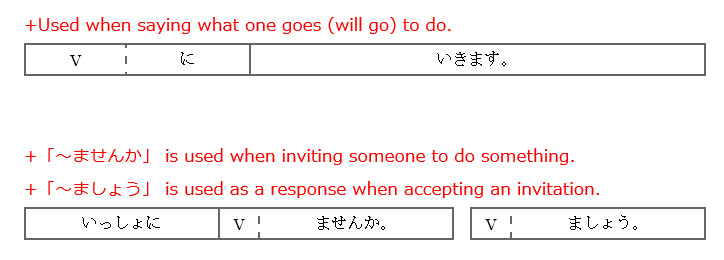 +Used when saying what one goes (will go) to do.
V に いきます。
+「～ませんか」 is used when inviting someone to do something.
+「～ましょう」 is used as a response when accepting an invitation.
いっしょに V ませんか。 V ましょう。